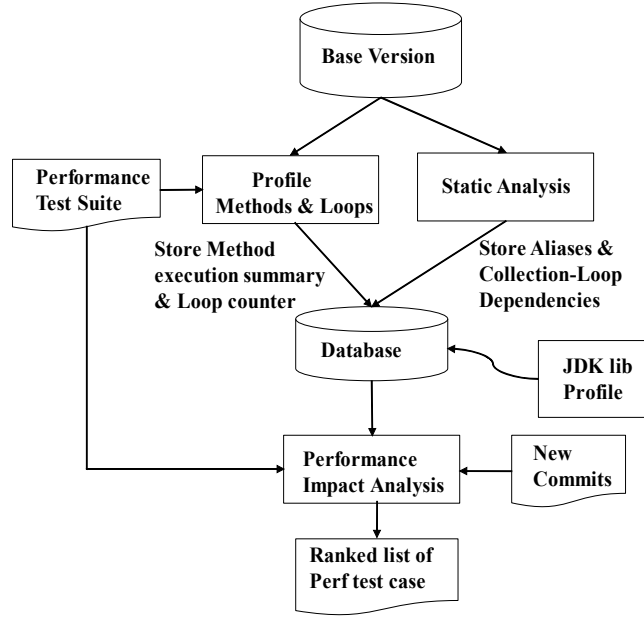 Base Version
Performance
Test Suite
Profile
Methods & Loops
Static Analysis
Store Method
execution summary
& Loop counter
Store Aliases &
Collection-Loop
Dependencies
Database
JDK lib
Profile
Performance
Impact Analysis
New
Commits
Ranked list of
Perf test case